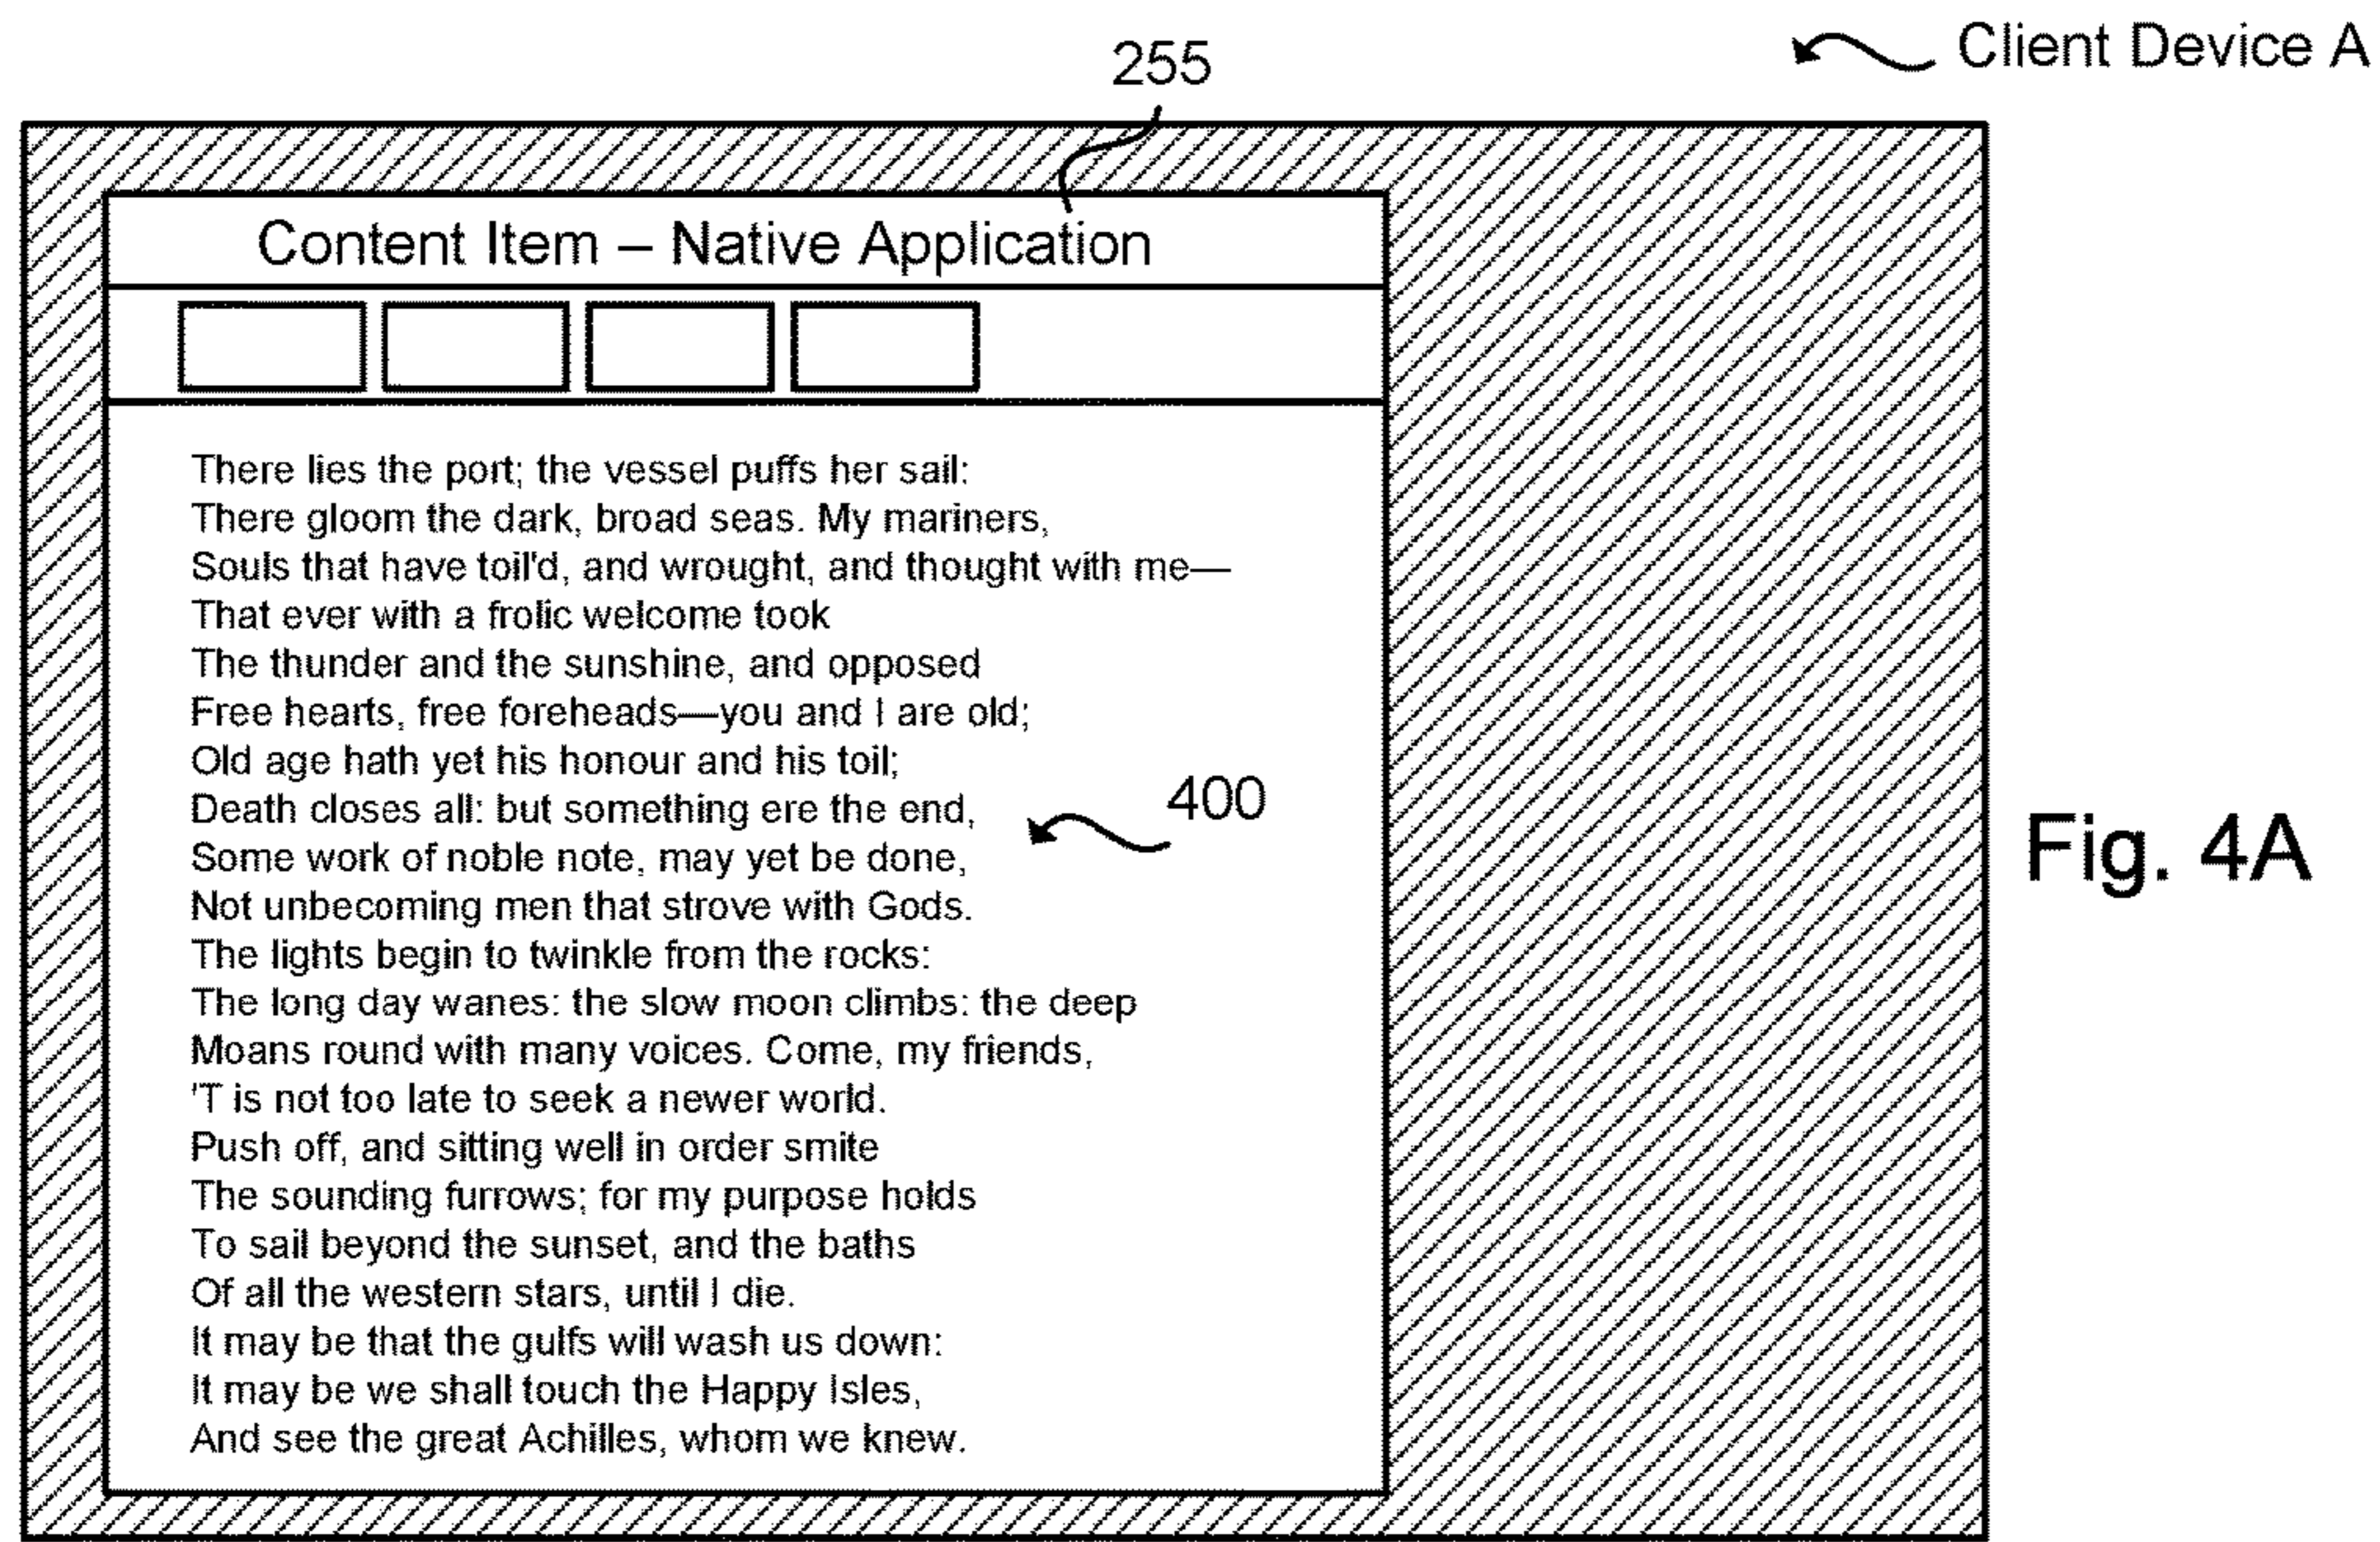 Client Device A
255
Content Item – Native Application
There lies the port; the vessel puffs her sail:
There gloom the dark, broad seas. My mariners,
Souls that have toil'd, and wrought, and thought with me—
That ever with a frolic welcome took
The thunder and the sunshine, and opposed
Free hearts, free foreheads—you and I are old;
Old age hath yet his honour and his toil;
Death closes all: but something ere the end,
400
Some work of noble note, may yet be done,
Not unbecoming men that strove with Gods.
The lights begin to twinkle from the rocks:
The long day wanes: the slow moon climbs: the deep
Moans round with many voices. Come, my friends,
'T is not too late to seek a newer world.
Push off, and sitting well in order smite
The sounding furrows; for my purpose holds
To sail beyond the sunset, and the baths
Of all the western stars, until I die.
It may be that the gulfs will wash us down:
It may be we shall touch the Happy Isles,
And see the great Achilles, whom we knew.
Fig. 4A